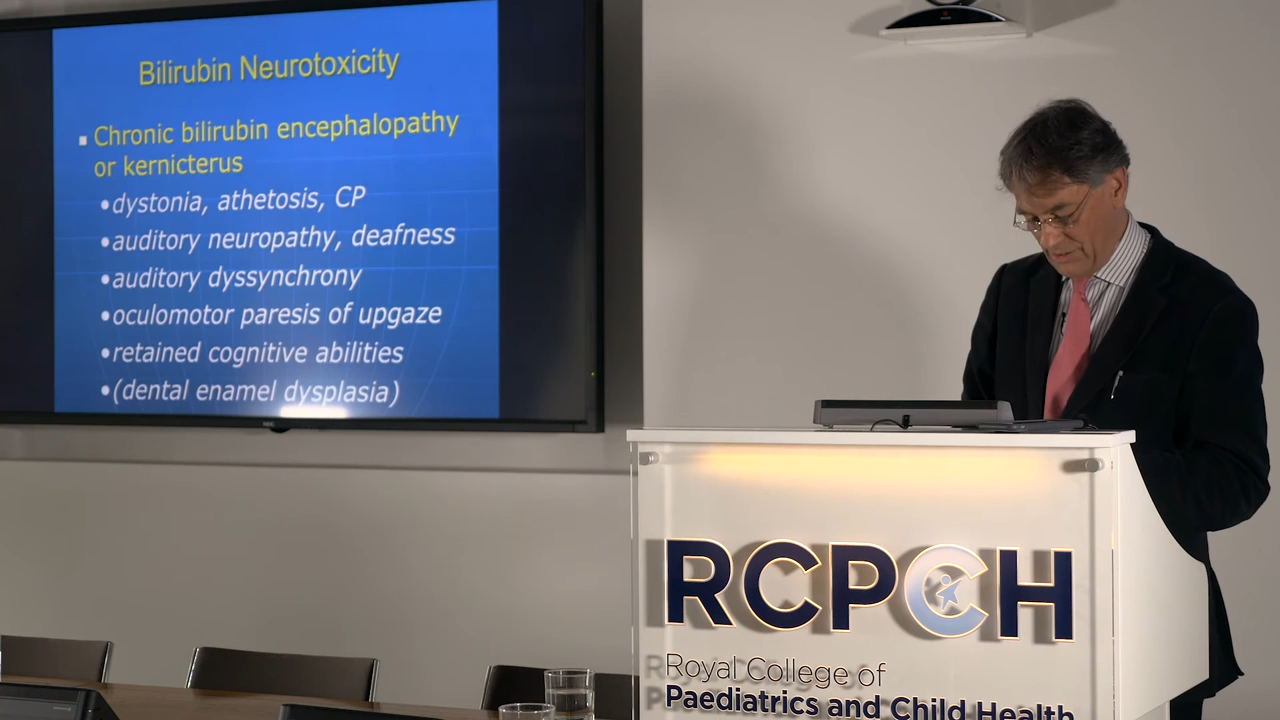 Bilirubin Neurotoxicity
Chronic bilirubin encephalopathy
or kernicterus
•dystonia, athetosis, CP
•auditory neuropathy, deafness
•auditory dyssynchrony
•oculomotor paresis of upgaze
•retained cognitive abilities
•(dental enamel dysplasia)
NEC
RCPCH
Royal College of
Paediatrics and Child Health